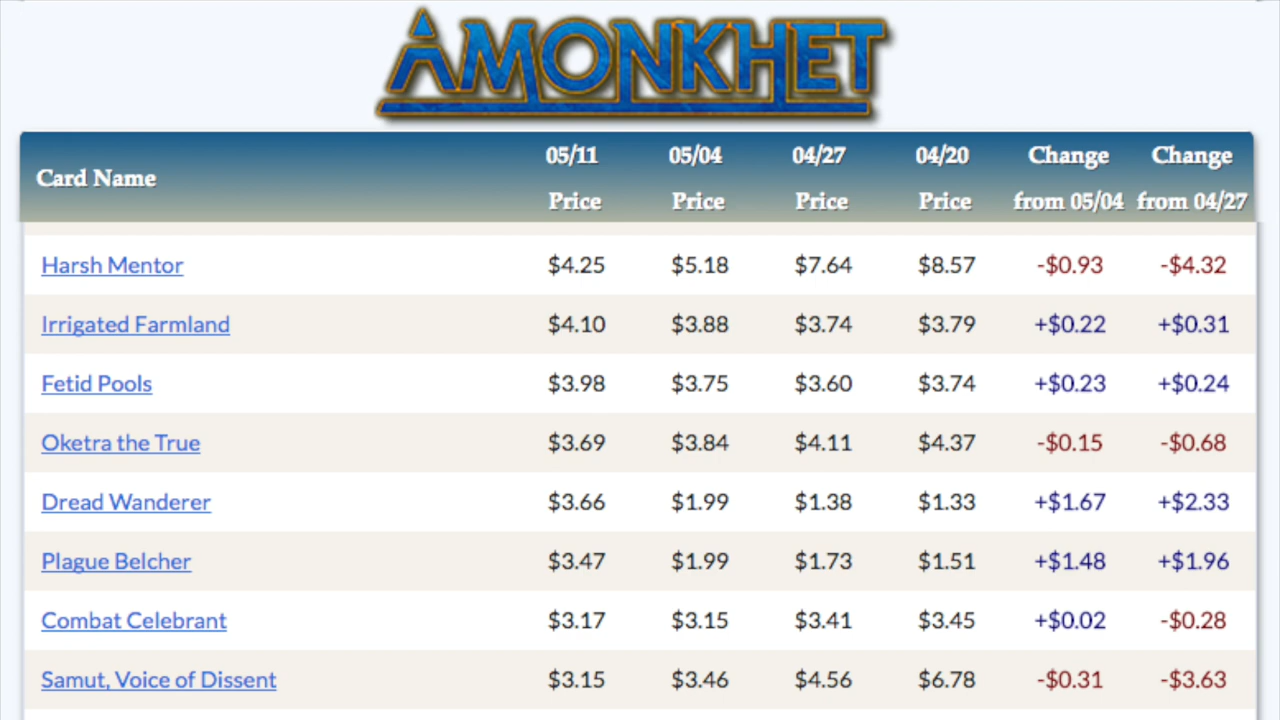 AMONKHET
Card Name 05/11 Price 05/04 Price 04/27 Price 04/20 Price Change from 05/04 Change from 04/27
Harsh Mentor $4.25 $5.18 $7.64 $8.57 -$0.93 -$4.32
Irrigated Farmland $4.10 $3.88 $3.74 $3.79 +$0.22 +$0.31
Fetid Pools $3.98 $3.75 $3.60 $3.74 +$0.23 +$0.24
Oketra the True $3.69 $3.84 $4.11 $4.37 -$0.15 -$0.68
Dread Wanderer $3.66 $1.99 $1.38 $1.33 +$1.67 +$2.33
Plague Belcher $3.47 $1.99 $1.73 $1.51 +$1.48 +$1.96
Combat Celebrant $3.17 $3.15 $3.41 $3.45 +$0.02 -$0.28
Samut, Voice of Dissent $3.15 $3.46 $4.56 $6.78 -$0.31 -$3.63